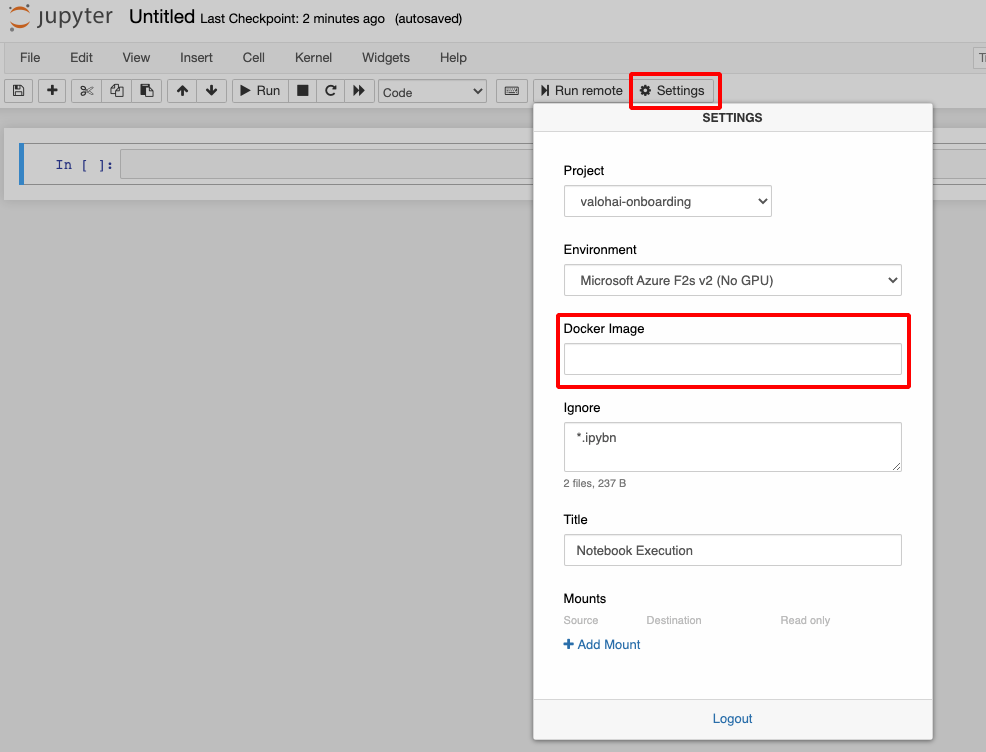 jupyter Untitled Last Checkpoint: 2 minutes ago (autosaved)
File Edit View Insert Cell Kernel Widgets Help
Run Code Run remote Settings
SETTINGS
In [ ]:
Project
valohai-onboarding
Environment
Microsoft Azure F2s v2 (No GPU)
Docker Image
Ignore
*.ipybn
2 files, 237 B
Title
Notebook Execution
Mounts
Source Destination Read only
Add Mount
Logout